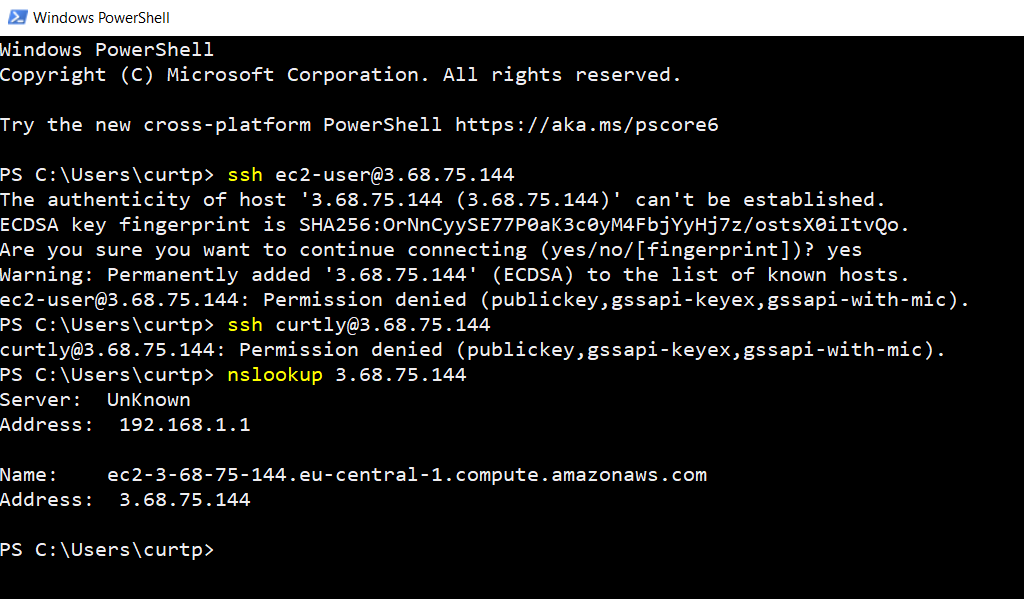 Windows PowerShell
Windows PowerShell
Copyright (C) Microsoft Corporation. All rights reserved.
Try the new cross-platform PowerShell https://aka.ms/pscore6
PS C:\Users\curtp> ssh ec2-user@3.68.75.144
The authenticity of host '3.68.75.144 (3.68.75.144)' can't be established.
ECDSA key fingerprint is SHA256:OrNnCyySE77P0aK3c0yM4FbjYyHj7z/ostsX0iItvQo.
Are you sure you want to continue connecting (yes/no/[fingerprint])? yes
Warning: Permanently added '3.68.75.144' (ECDSA) to the list of known hosts.
ec2-user@3.68.75.144: Permission denied (publickey,gssapi-keyex,gssapi-with-mic).
PS C:\Users\curtp> ssh curtly@3.68.75.144
curtly@3.68.75.144: Permission denied (publickey,gssapi-keyex,gssapi-with-mic).
PS C:\Users\curtp> nslookup 3.68.75.144
Server:  UnKnown
Address:  192.168.1.1
Name:    ec2-3-68-75-144.eu-central-1.compute.amazonaws.com
Address:  3.68.75.144
PS C:\Users\curtp>